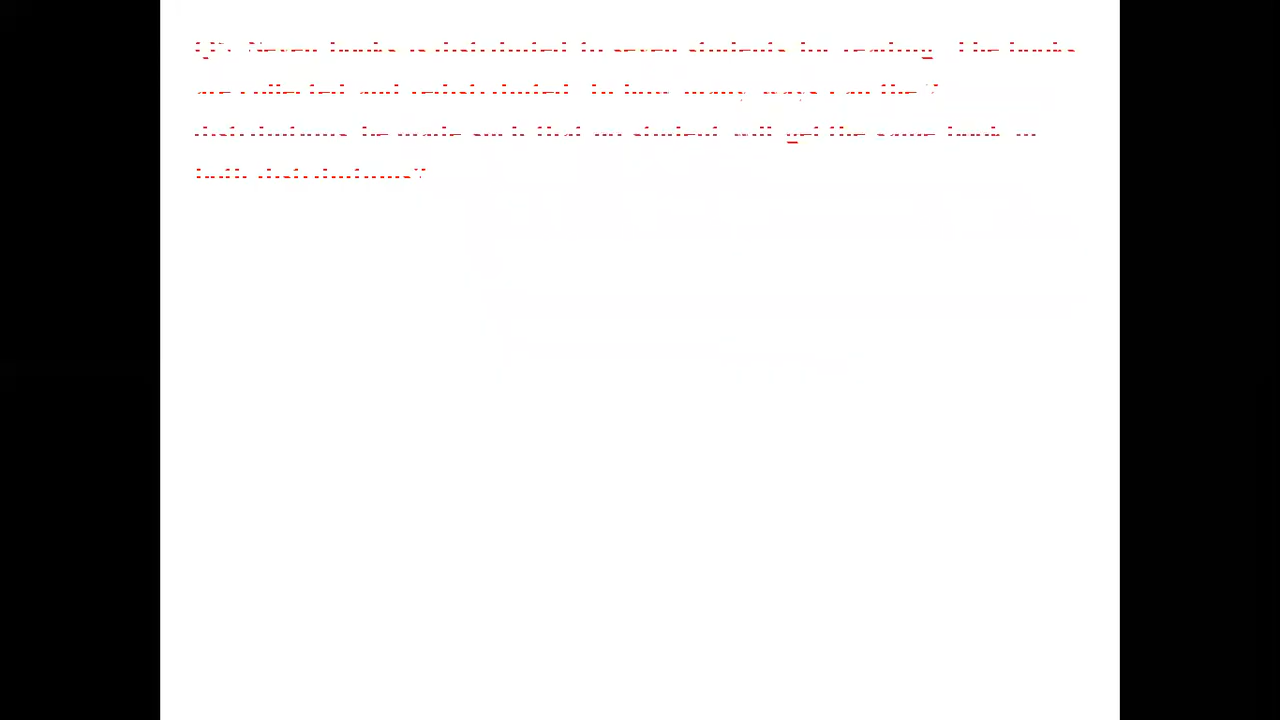 Seven books is distributed to seven students for reading. The books
are collected and redistributed. In how many ways can the 2
distributions be made such that no student will get the same book in
both distributions?